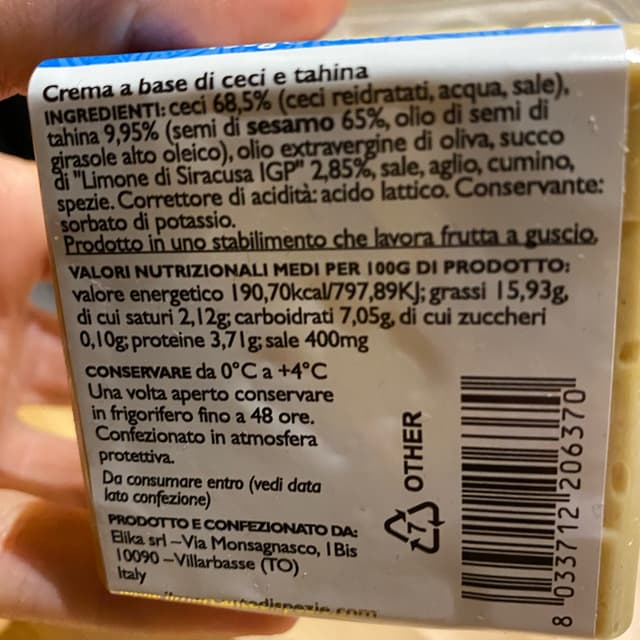 Crema a base di ceci e tahina
INGREDIENTI: ceci 68,5% (ceci reidratati, acqua, sale),
tahina 9,95% (semi di sesamo 65%, olio di semi di
girasole alto oleico), olio extravergine di oliva, succo
di "Limone di Siracusa IGP" 2,85%, sale, aglio, cumino,
spezie. Correttore di acidità: acido lattico. Conservante:
sorbato di potassio.
Prodotto in uno stabilimento che lavora frutta a guscio.
VALORI NUTRIZIONALI MEDI PER 100G DI PRODOTTO:
valore energetico 190,70kcal/797,89KJ; grassi 15,93g,
di cui saturi 2,12g; carboidrati 7,05g, di cui zuccheri
0,10g; proteine 3,71g; sale 400mg
CONSERVARE da 0°C a +4°C
Una volta aperto conservare
in frigorifero fino a 48 ore.
Confezionato in atmosfera
protettiva.
Da consumare entro (vedi data
lato confezione)
PRODOTTO E CONFEZIONATO DA:
Elika srl –Via Monsagnasco, 1Bis
10090 –Villarbasse (TO)
Italy
7 OTHER
8 033712 206370